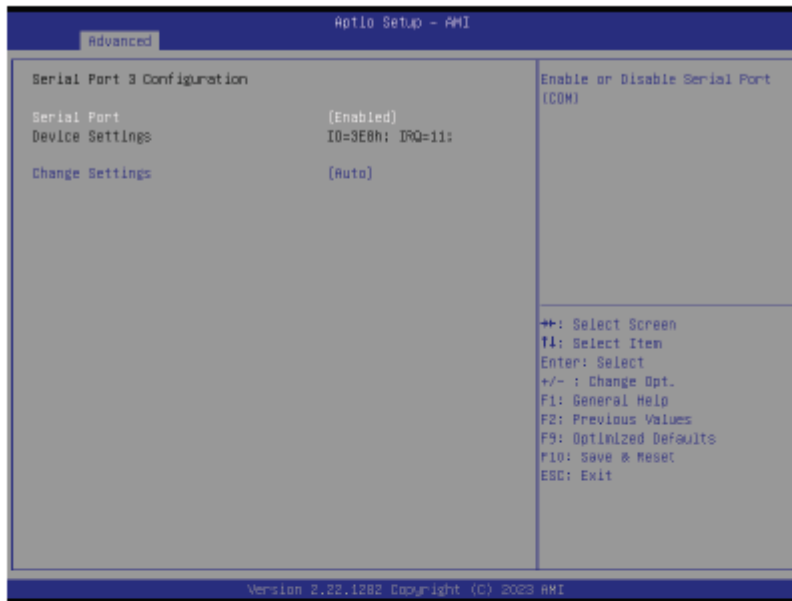 Aptio Setup – AMI
Advanced
Serial Port 3 Configuration
Serial Port [Enabled]
Device Settings IO=3E8h; IRQ=11;
Change Settings [Auto]
Enable or Disable Serial Port
(COM)
→←: Select Screen
↑↓: Select Item
Enter: Select
+/- : Change Opt.
F1: General Help
F2: Previous Values
F9: Optimized Defaults
F10: Save & Reset
ESC: Exit
Version 2.22.1282 Copyright (C) 2023 AMI